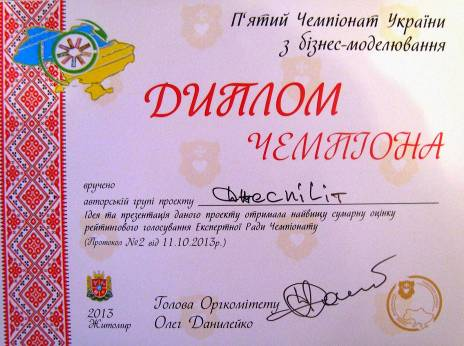 П'ятий Чемпіонат України
з бізнес-моделювання
ДИПЛОМ
ЧЕМПІОНА
вручено
авторській групі проекту Джеспіліт
Ідея та презентація даного проекту отримала найвищу сумарну оцінку
рейтингового голосування Експертної Ради Чемпіонату
(Протокол №2 від 11.10.2013р.)
2013
Житомир
Голова Оргкомітету
Олег Данилейко